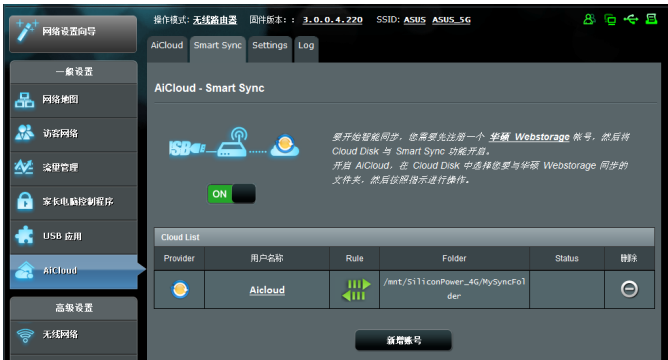 网络设置向导
操作模式: 无线路由器 固件版本: : 3.0.0.4.220 SSID: ASUS ASUS_5G
AiCloud Smart Sync Settings Log
一般设置
网络地图
访客网络
流量管理
家长电脑控制程序
USB 应用
AiCloud
高级设置
无线网络
AiCloud - Smart Sync
USB
要开始智能同步，您需要先注册一个 华硕 Webstorage 帐号，然后将
Cloud Disk 与 Smart Sync 功能开启。
开启 AiCloud，在 Cloud Disk 中选择您要与华硕 Webstorage 同步的
文件夹，然后按照指示进行操作。
ON
Cloud List
Provider 用户名称 Rule Folder Status 删除
Aicloud /mnt/SiliconPower_4G/MySyncFol
der
新增账号